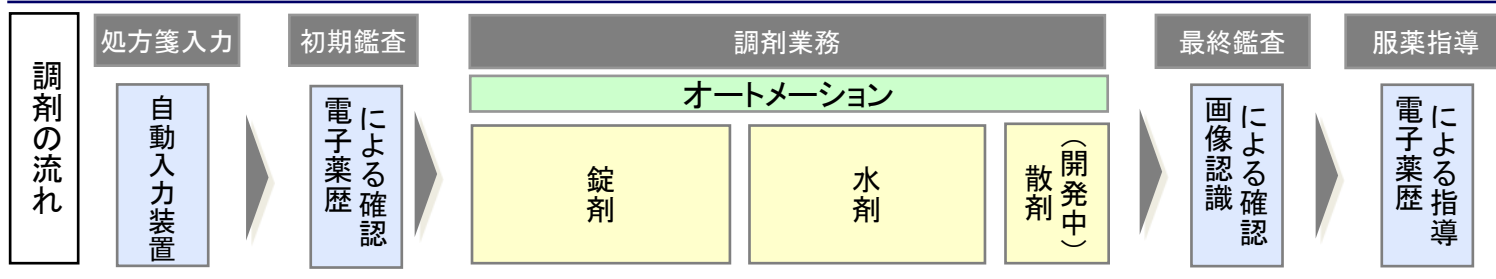 調剤の流れ
処方箋入力
自動入力装置
初期鑑査
電子薬歴
による確認
調剤業務
オートメーション
錠剤
水剤
散剤
（開発中）
最終鑑査
画像認識
による確認
服薬指導
電子薬歴
による指導